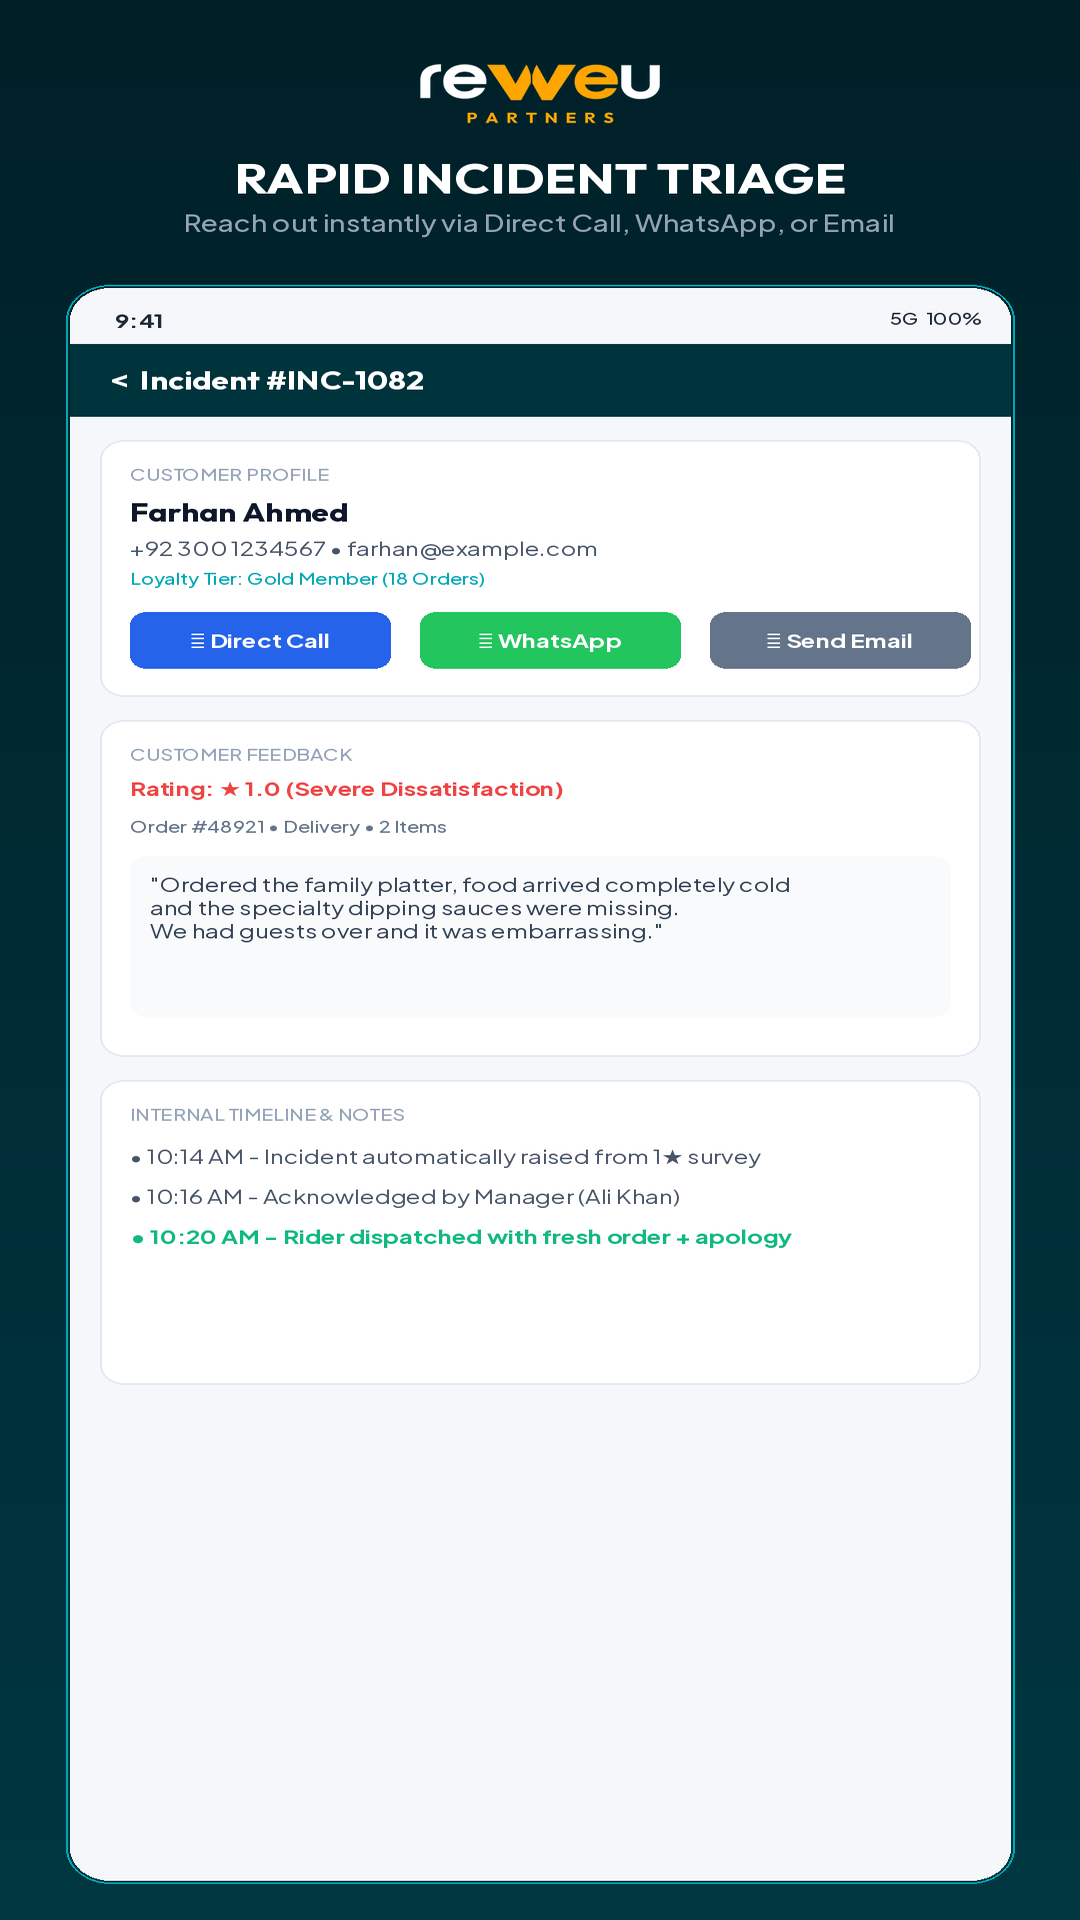 reweu
PARTNERS
RAPID INCIDENT TRIAGE
Reach out instantly via Direct Call, WhatsApp, or Email
9:41
5G 100%
< Incident #INC-1082
CUSTOMER PROFILE
Farhan Ahmed
+92 300 1234567 • farhan@example.com
Loyalty Tier: Gold Member (18 Orders)
Direct Call
WhatsApp
Send Email
CUSTOMER FEEDBACK
Rating: ★ 1.0 (Severe Dissatisfaction)
Order #48921 • Delivery • 2 Items
"Ordered the family platter, food arrived completely cold
and the specialty dipping sauces were missing.
We had guests over and it was embarrassing."
INTERNAL TIMELINE & NOTES
• 10:14 AM - Incident automatically raised from 1★ survey
• 10:16 AM - Acknowledged by Manager (Ali Khan)
• 10:20 AM - Rider dispatched with fresh order + apology